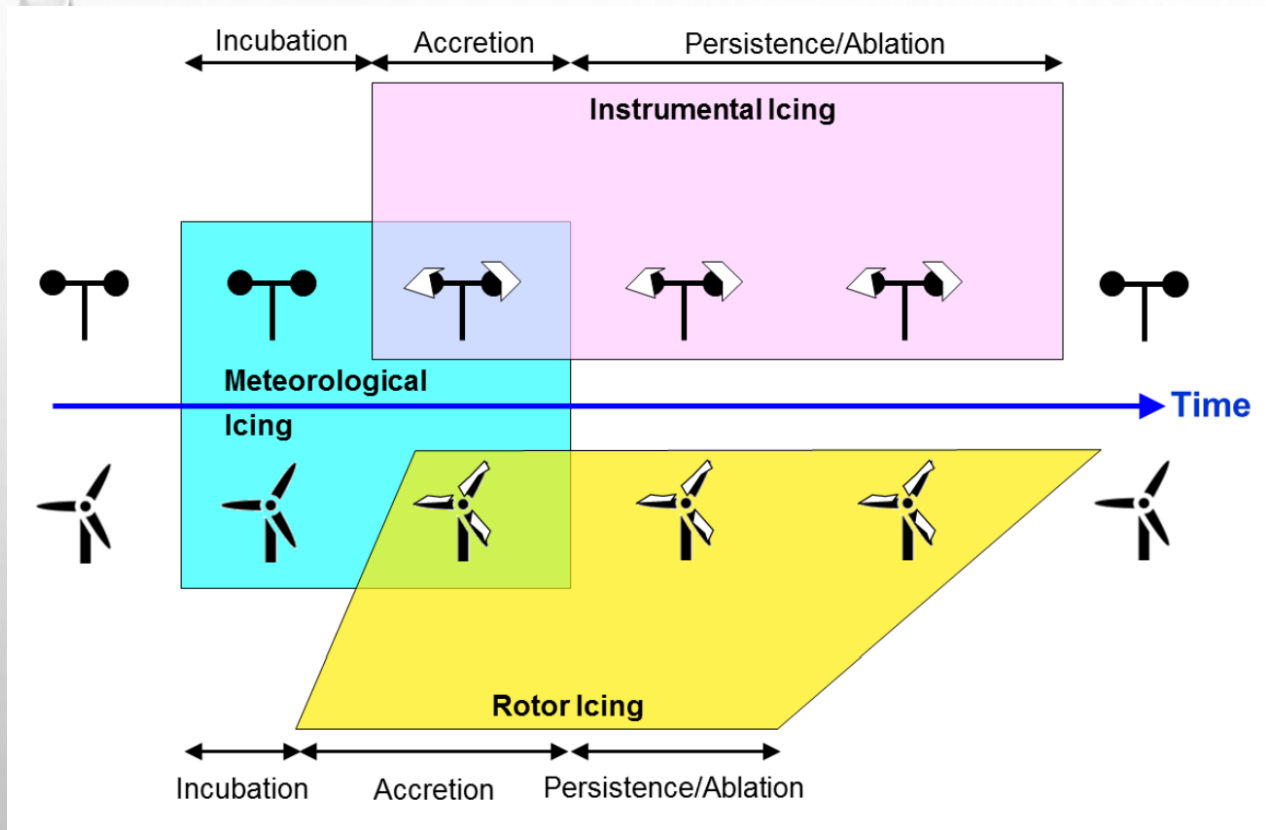 Incubation
Accretion
Persistence/Ablation
Instrumental Icing
Meteorological
Icing
Time
Rotor Icing
Incubation
Accretion
Persistence/Ablation